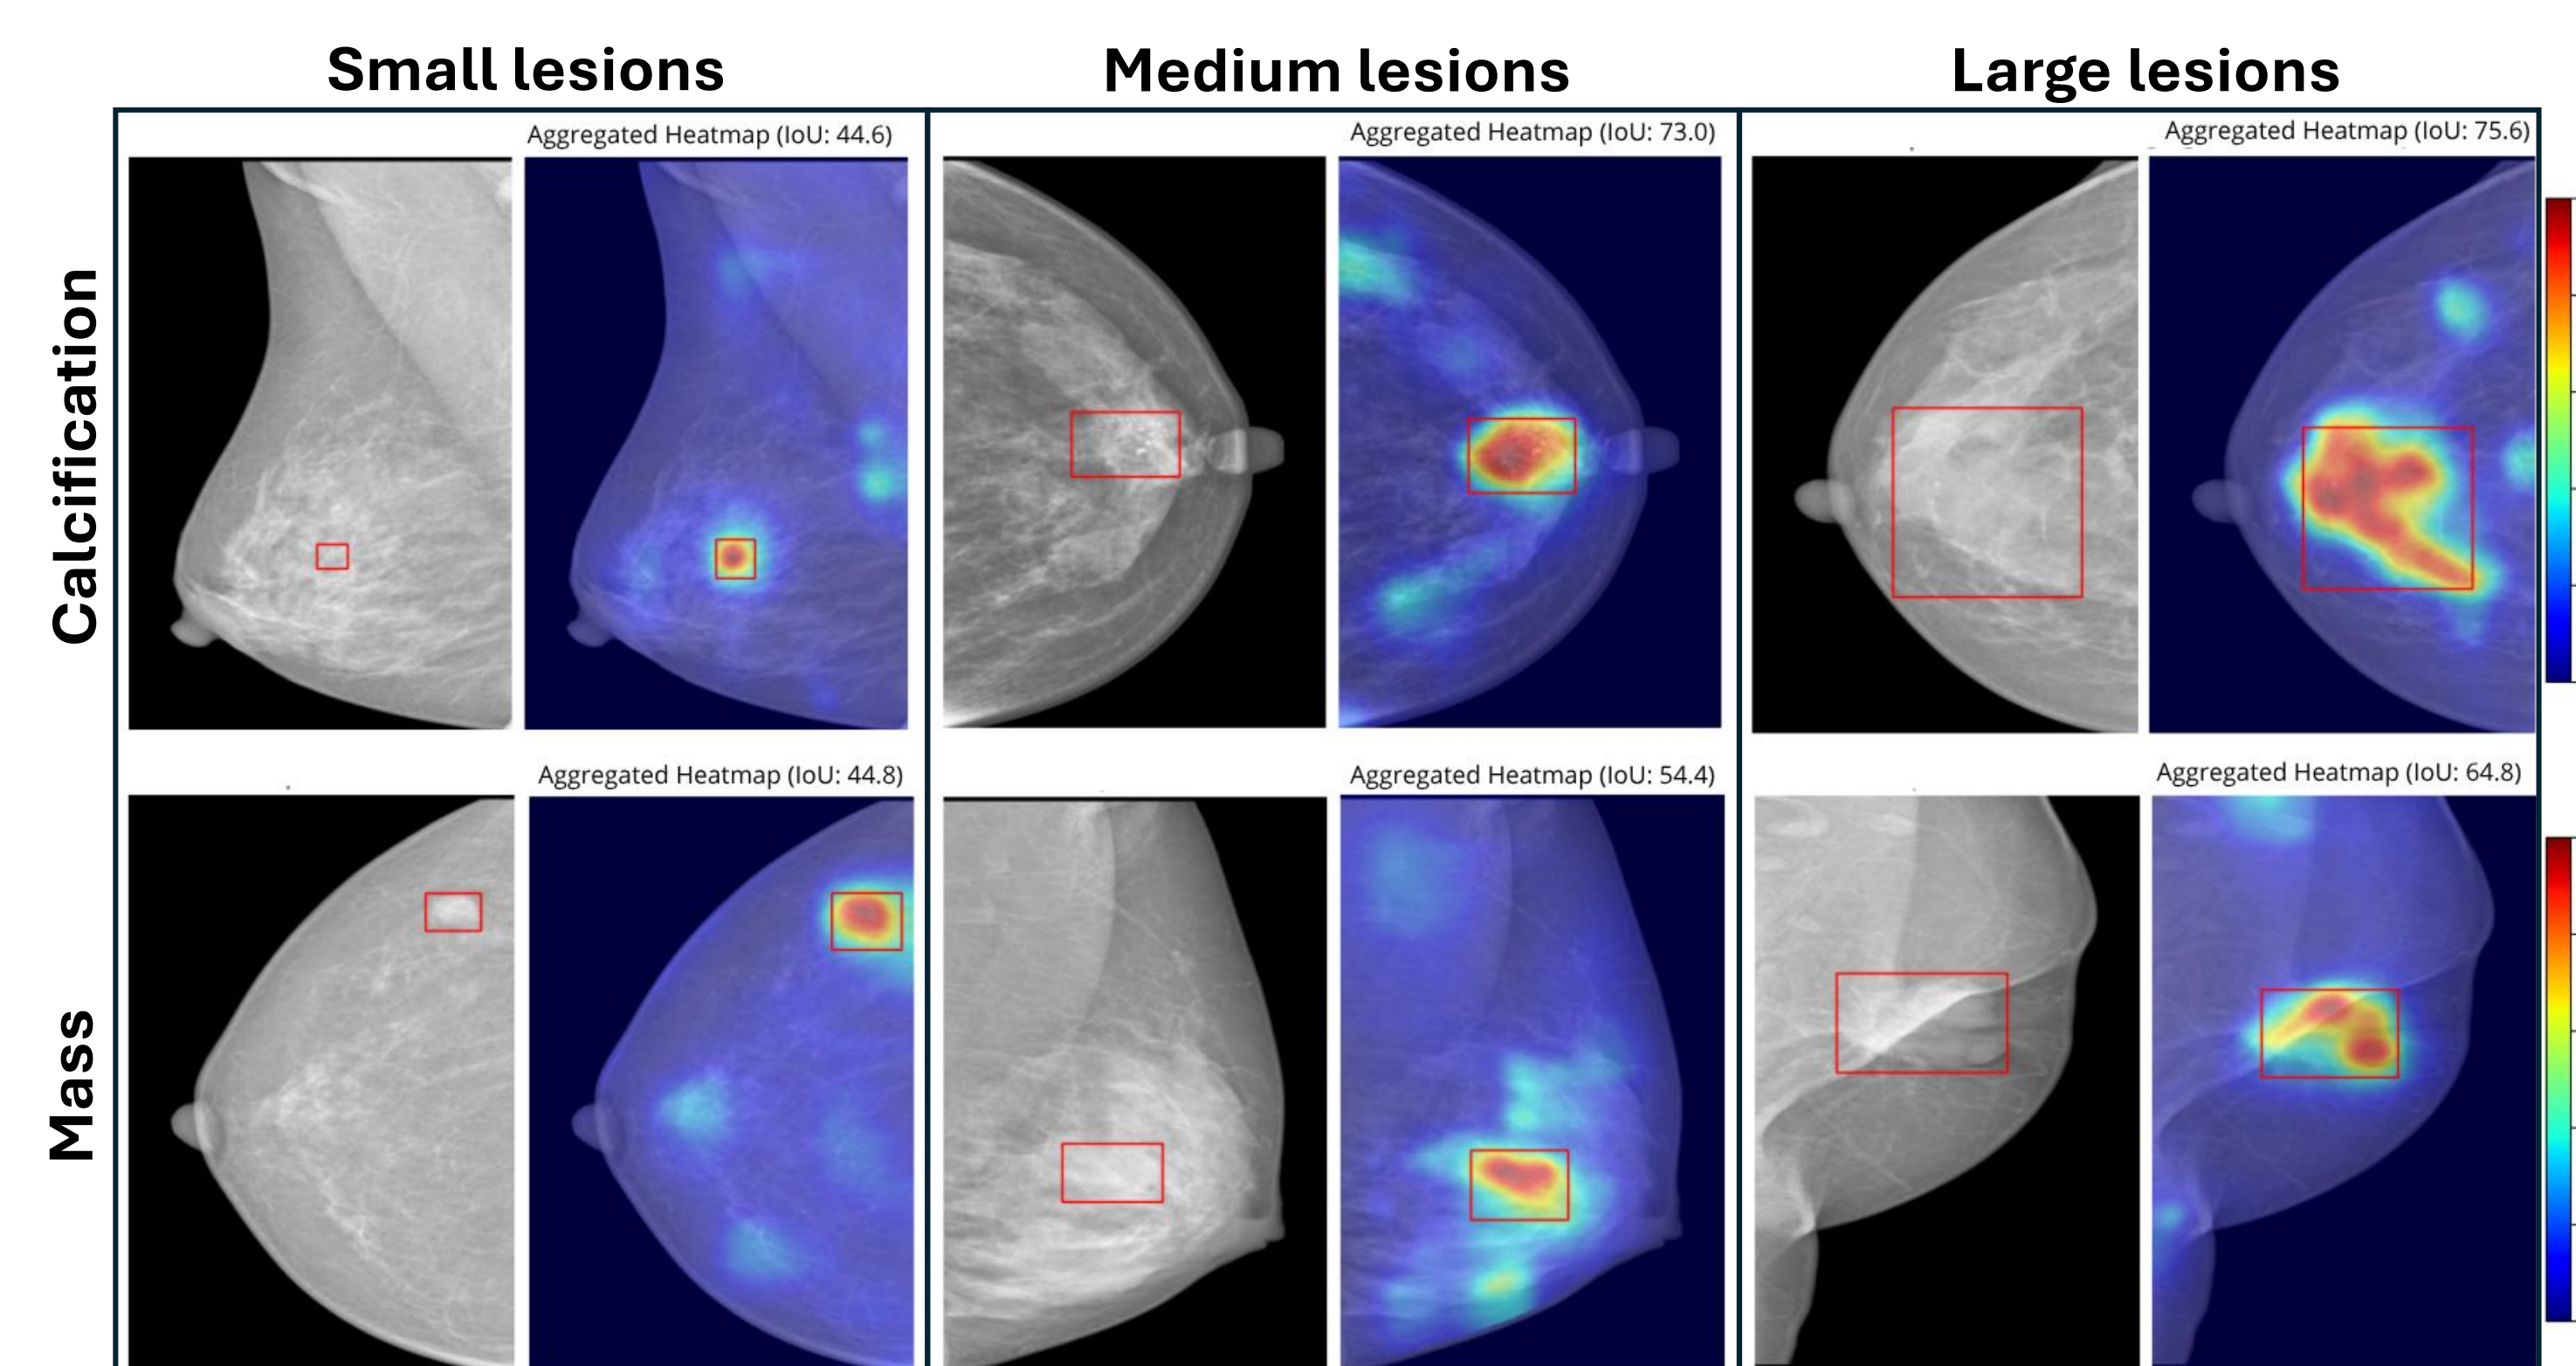 Small lesions
Medium lesions
Large lesions
Calcification
Aggregated Heatmap (IoU: 44.6)
Aggregated Heatmap (IoU: 73.0)
Aggregated Heatmap (IoU: 75.6)
Mass
Aggregated Heatmap (IoU: 44.8)
Aggregated Heatmap (IoU: 54.4)
Aggregated Heatmap (IoU: 64.8)